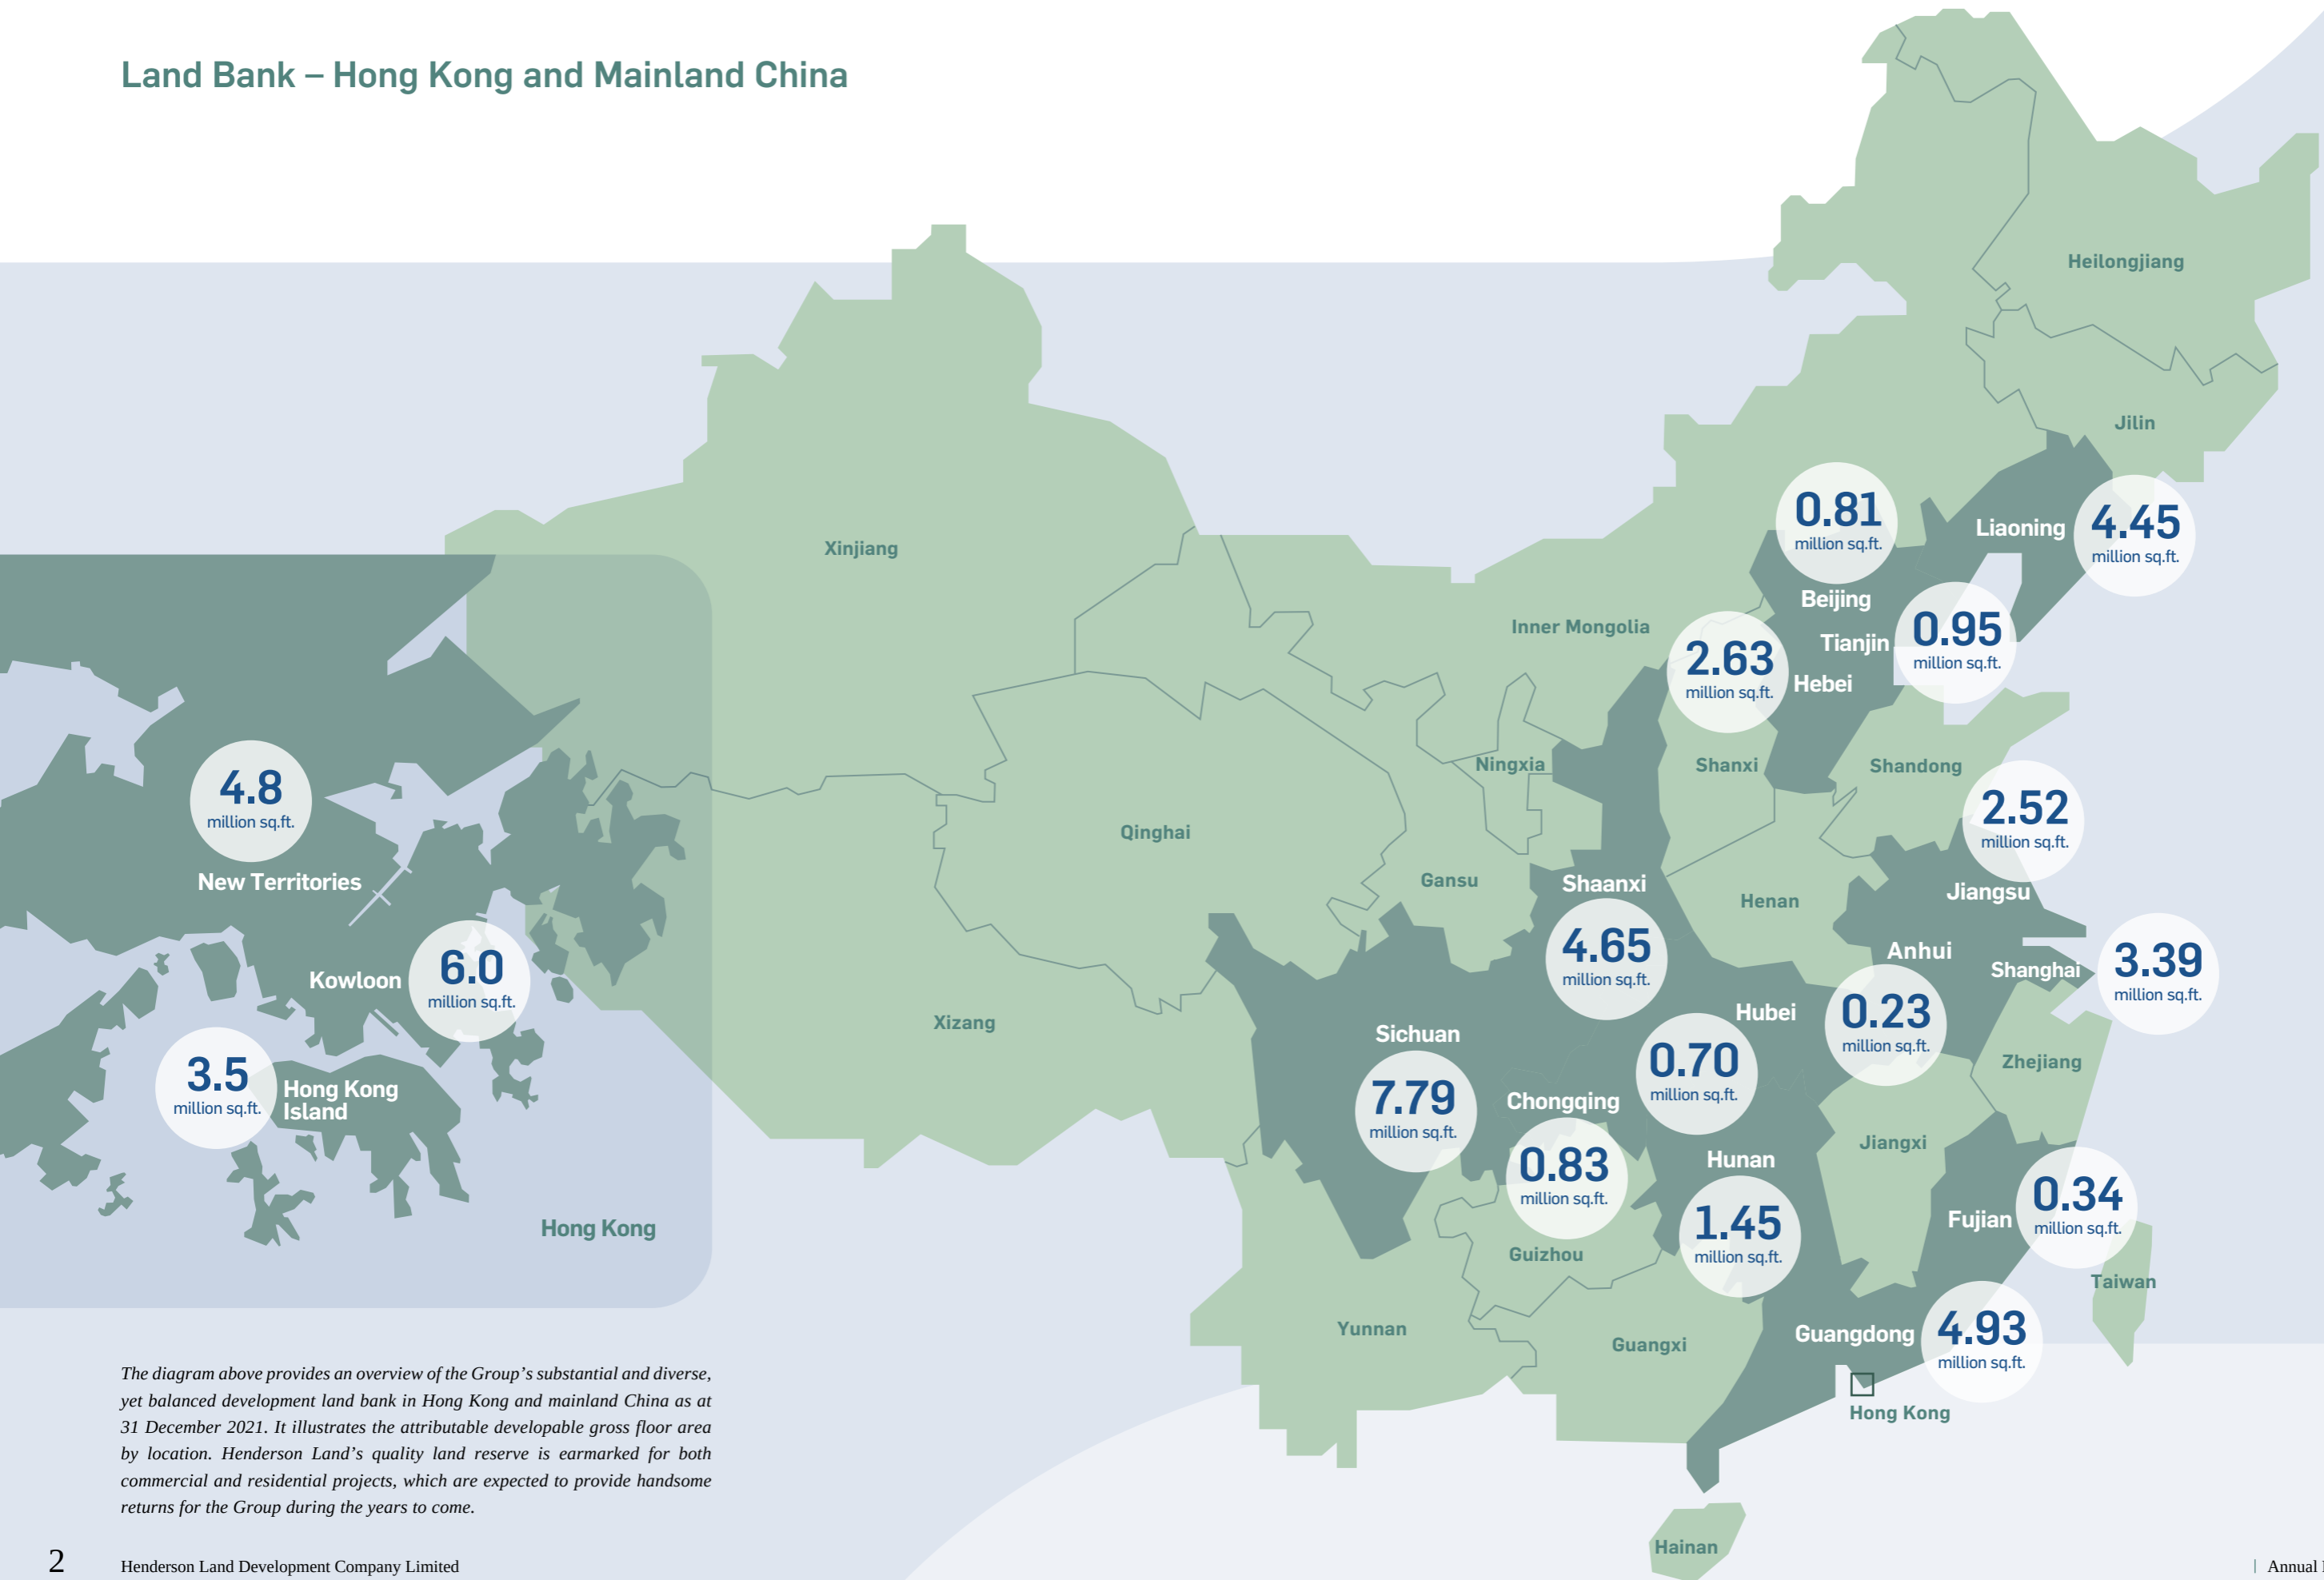 Land Bank – Hong Kong and Mainland China
Heilongjiang
Jilin
Xinjiang
0.81
million sq.ft.
Beijing
Liaoning
4.45
million sq.ft.
Inner Mongolia
Tianjin
0.95
million sq.ft.
2.63
million sq.ft.
Hebei
Ningxia
Shanxi
Shandong
2.52
million sq.ft.
Jiangsu
Qinghai
Gansu
Shaanxi
4.65
million sq.ft.
Henan
Anhui
0.23
million sq.ft.
Shanghai
3.39
million sq.ft.
Xizang
Sichuan
7.79
million sq.ft.
Hubei
0.70
million sq.ft.
Chongqing
0.83
million sq.ft.
Zhejiang
Jiangxi
Hunan
1.45
million sq.ft.
Fujian
0.34
million sq.ft.
Guizhou
Taiwan
Yunnan
Guangxi
Guangdong
4.93
million sq.ft.
Hong Kong
Hainan
4.8
million sq.ft.
New Territories
Kowloon
6.0
million sq.ft.
3.5
million sq.ft.
Hong Kong
Island
Hong Kong
The diagram above provides an overview of the Group’s substantial and diverse,
yet balanced development land bank in Hong Kong and mainland China as at
31 December 2021. It illustrates the attributable developable gross floor area
by location. Henderson Land’s quality land reserve is earmarked for both
commercial and residential projects, which are expected to provide handsome
returns for the Group during the years to come.
2
Henderson Land Development Company Limited
Annual